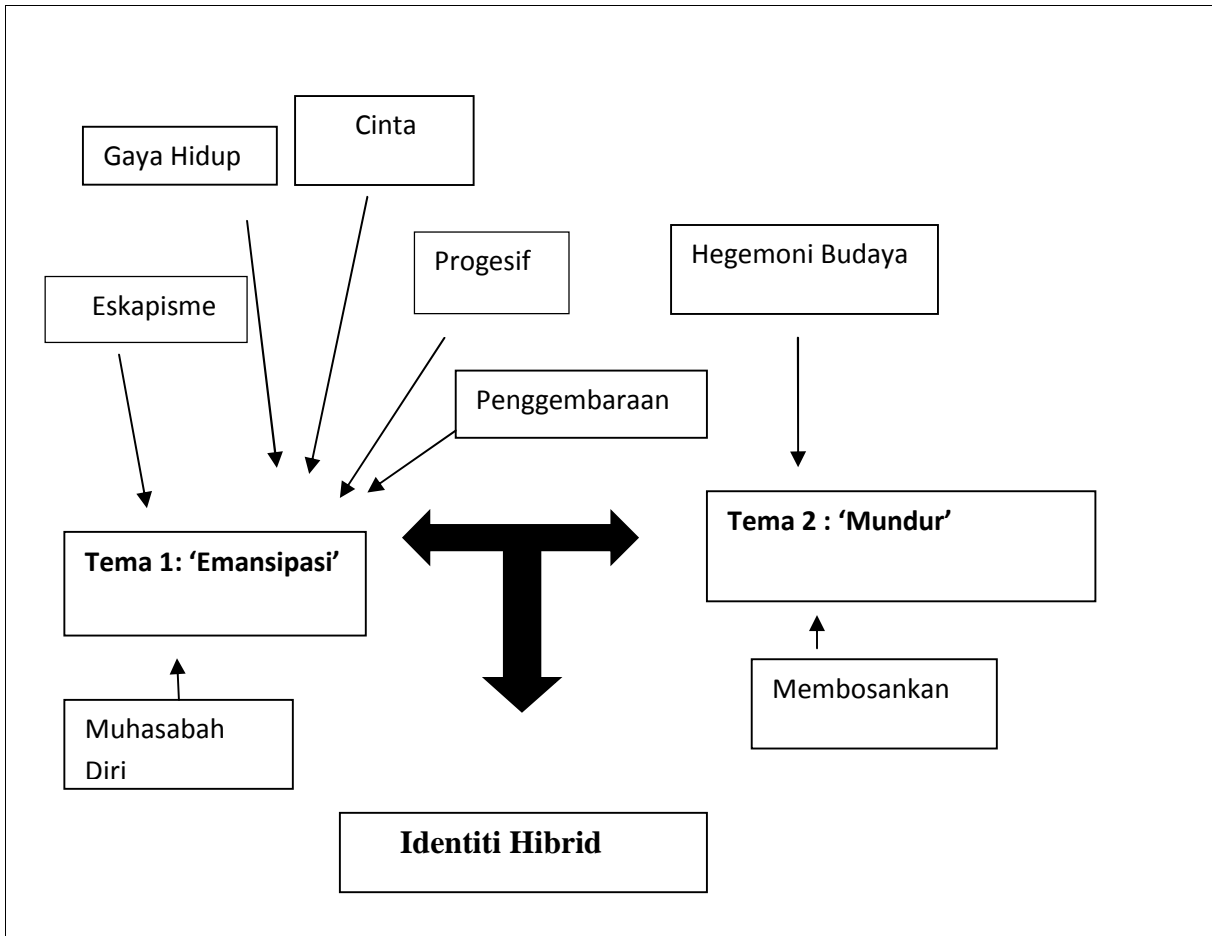 Cinta
Gaya Hidup
Progesif
Hegemoni Budaya
Eskapisme
Penggembaraan
Tema 1: ‘Emansipasi’
Tema 2 : ‘Mundur’
Muhasabah
Diri
Membosankan
Identiti Hibrid